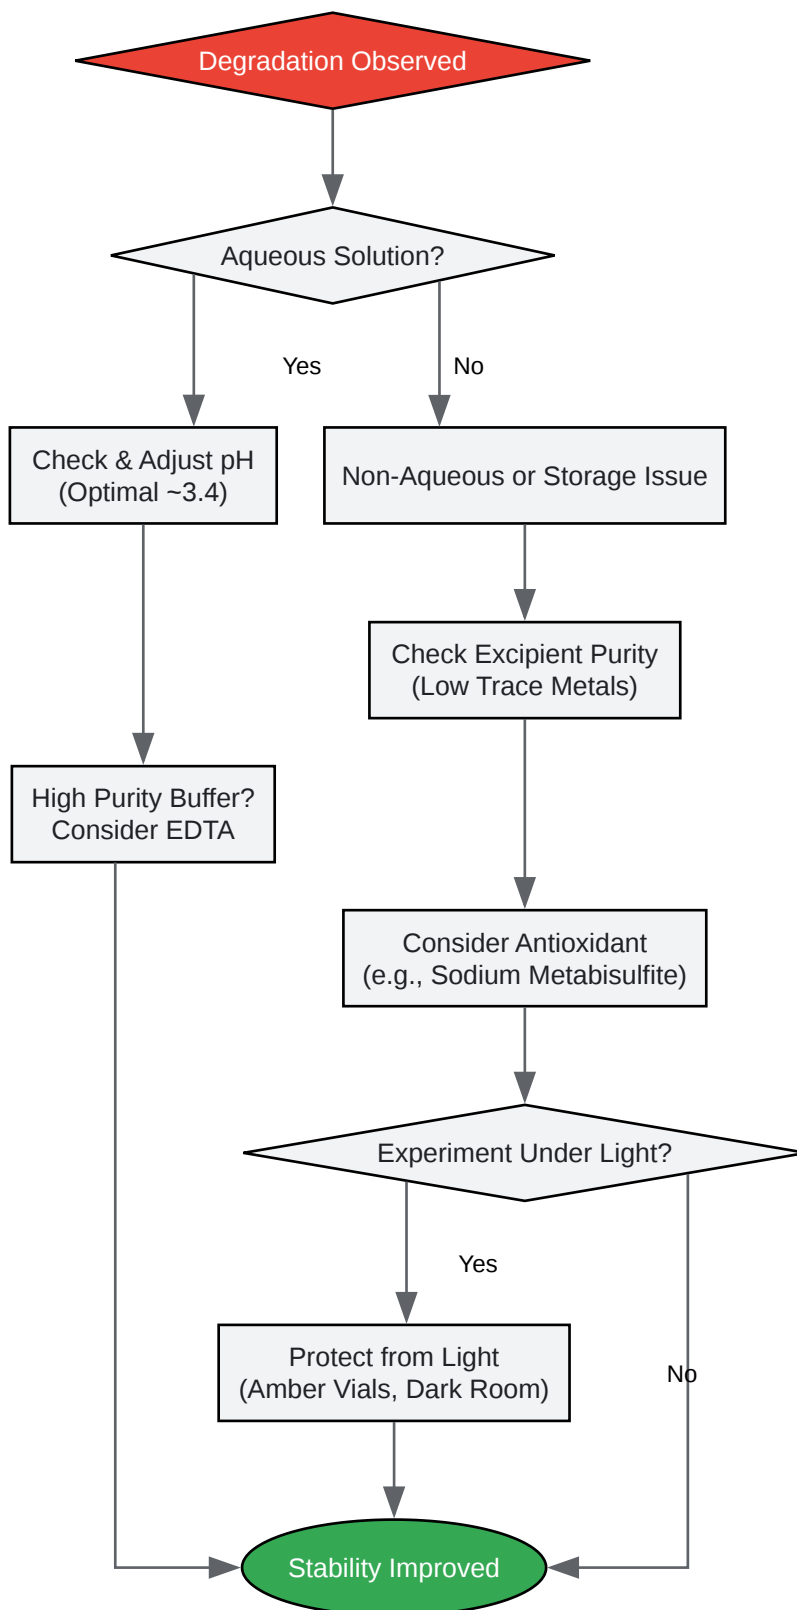 Degradation Observed
Aqueous Solution?
Yes
No
Check & Adjust pH
(Optimal ~3.4)
Non-Aqueous or Storage Issue
Check Excipient Purity
(Low Trace Metals)
High Purity Buffer?
Consider EDTA
Consider Antioxidant
(e.g., Sodium Metabisulfite)
Experiment Under Light?
Yes
Protect from Light
(Amber Vials, Dark Room)
No
Stability Improved